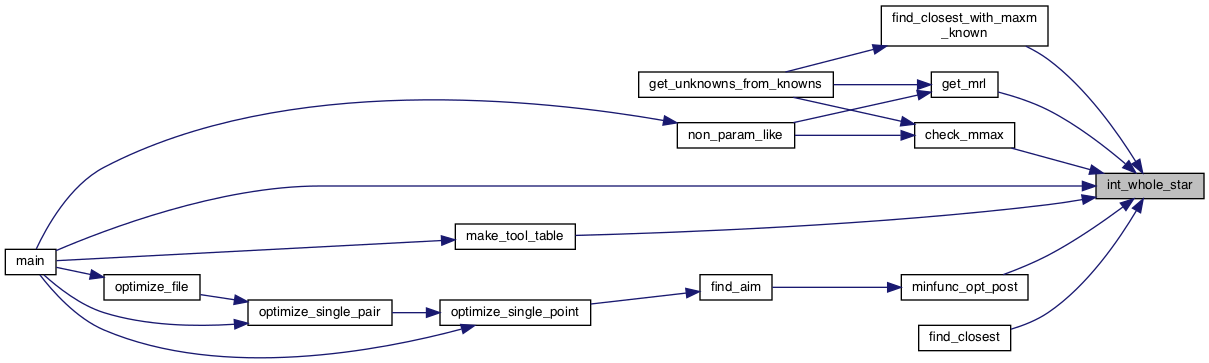 find_closest_with_maxm
_known
get_unknowns_from_knowns
get_mrl
non_param_like
check_mmax
int_whole_star
make_tool_table
main
optimize_file
find_aim
minfunc_opt_post
optimize_single_pair
optimize_single_point
find_closest